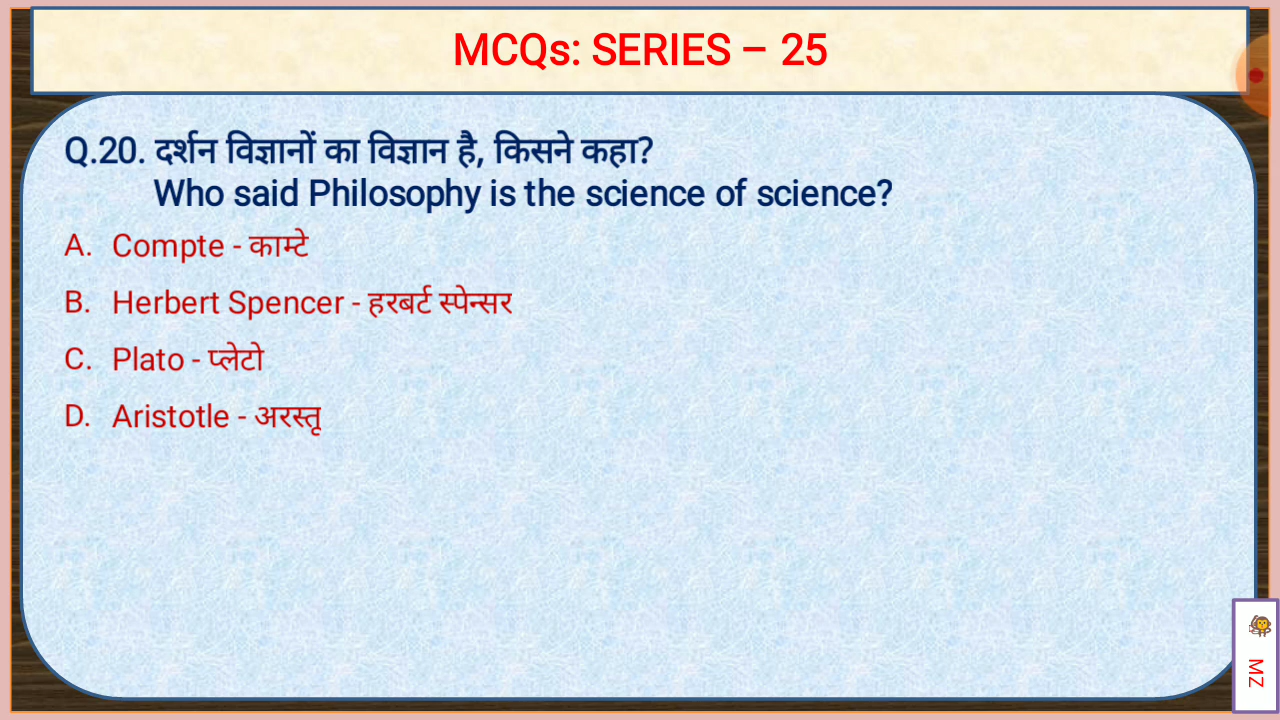 MCQs: SERIES – 25
Q.20. दर्शन विज्ञानों का विज्ञान है, किसने कहा?
Who said Philosophy is the science of science?
A. Compte - काम्टे
B. Herbert Spencer - हरबर्ट स्पेन्सर
C. Plato - प्लेटो
D. Aristotle - अरस्तू
MZ